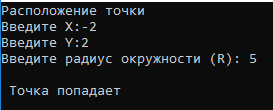 Расположение точки
Введите X:-2
Введите Y:2
Введите радиус окружности (R): 5
Точка попадает